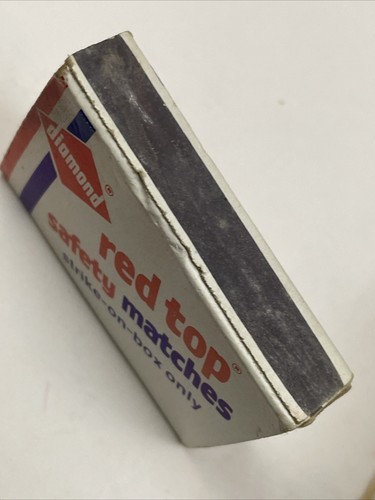 diamond®
red top®
safety matches
strike-on-box only